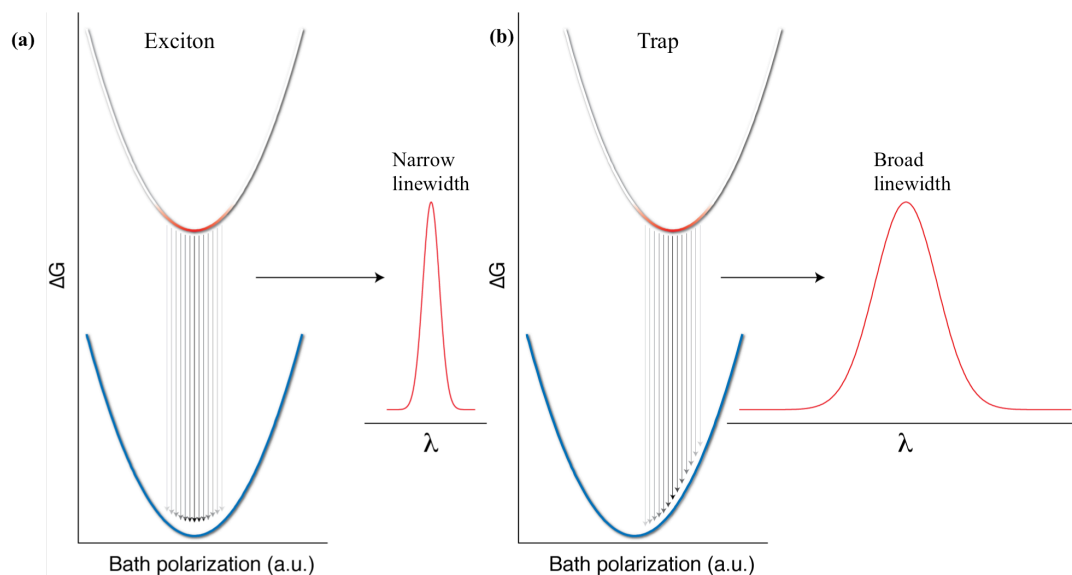 (a)
Exciton
Narrow
linewidth
ΔG
λ
Bath polarization (a.u.)
(b)
Trap
Broad
linewidth
ΔG
λ
Bath polarization (a.u.)